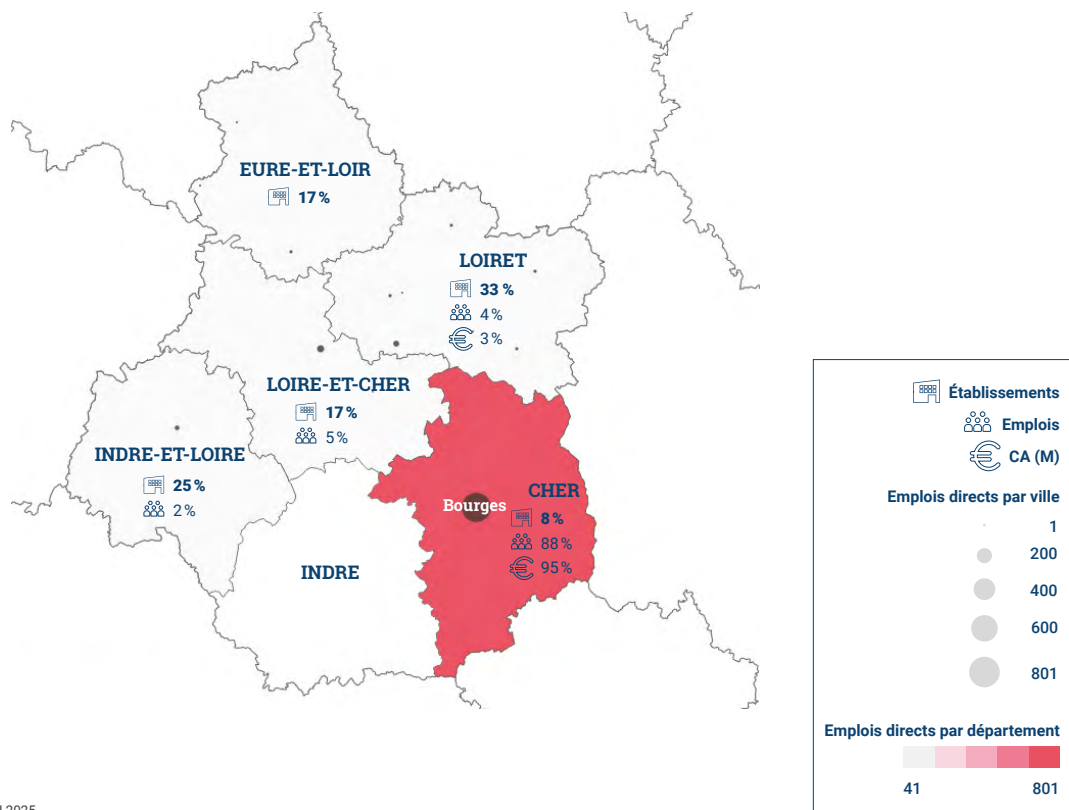 EURE-ET-LOIR
17 %
LOIRET
33 %
4 %
3 %
LOIRE-ET-CHER
17 %
5 %
INDRE-ET-LOIRE
25 %
2 %
Bourges
CHER
8 %
88 %
95 %
INDRE
Établissements
Emplois
CA (M)
Emplois directs par ville
1
200
400
600
801
Emplois directs par département
41 801